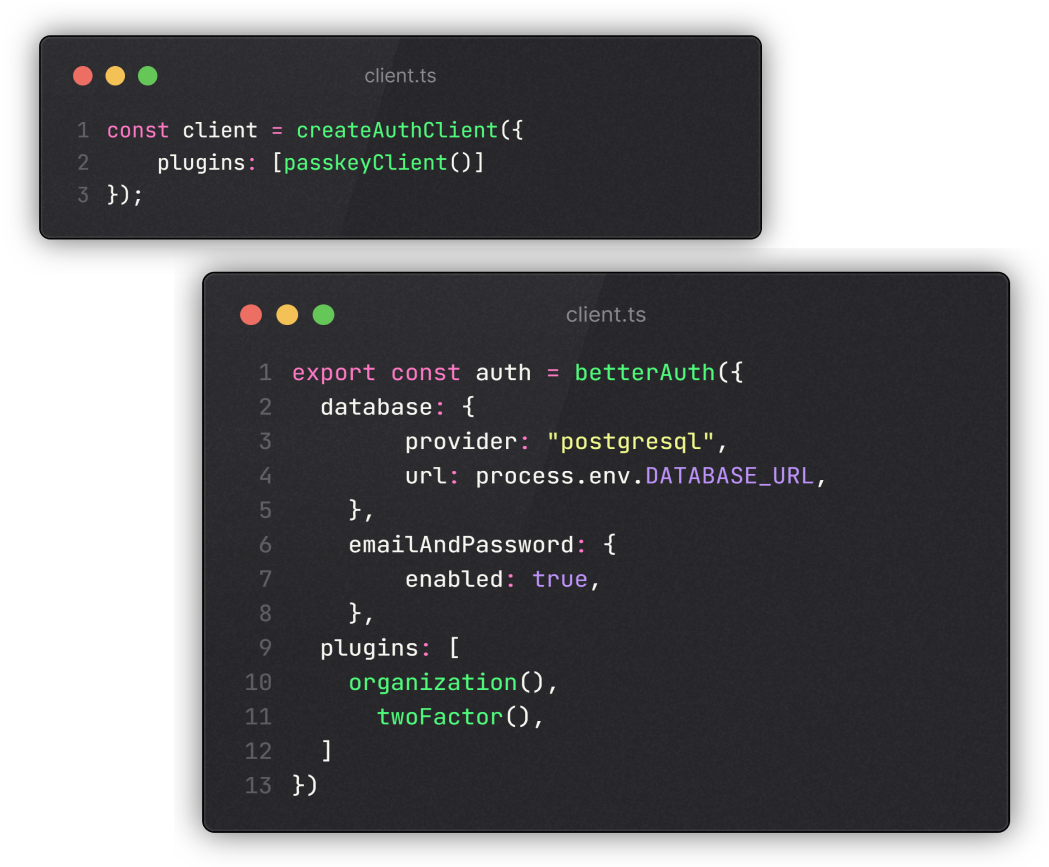 client.ts
1 const client = createAuthClient({
2     plugins: [passkeyClient()]
3 });
client.ts
1 export const auth = betterAuth({
2   database: {
3         provider: "postgresql",
4         url: process.env.DATABASE_URL,
5     },
6     emailAndPassword: {
7         enabled: true,
8     },
9   plugins: [
10     organization(),
11       twoFactor(),
12   ]
13 })